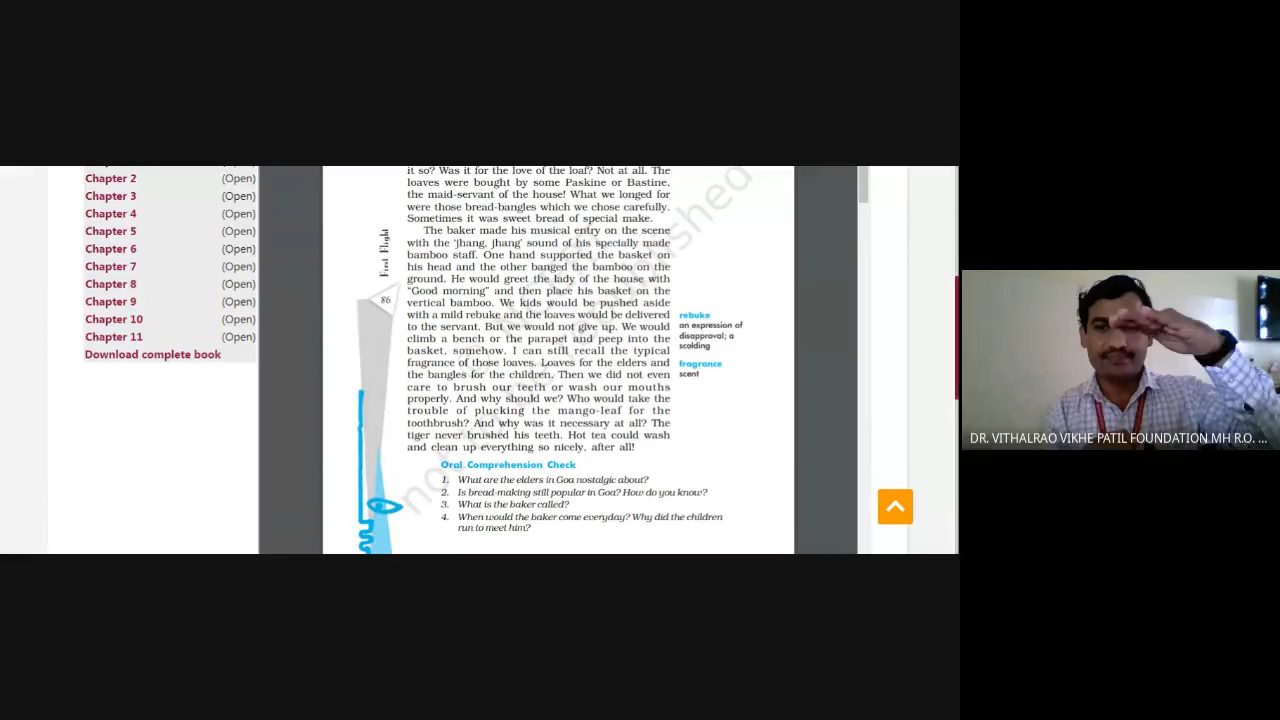 Chapter 2 (Open)
Chapter 3 (Open)
Chapter 4 (Open)
Chapter 5 (Open)
Chapter 6 (Open)
Chapter 7 (Open)
Chapter 8 (Open)
Chapter 9 (Open)
Chapter 10 (Open)
Chapter 11 (Open)
Download complete book
First Flight
86
it so? Was it for the love of the loaf? Not at all. The
loaves were bought by some Paskine or Bastine,
the maid-servant of the house! What we longed for
were those bread-bangles which we chose carefully.
Sometimes it was sweet bread of special make.
The baker made his musical entry on the scene
with the ‘jhang, jhang’ sound of his specially made
bamboo staff. One hand supported the basket on
his head and the other banged the bamboo on the
ground. He would greet the lady of the house with
“Good morning” and then place his basket on the
vertical bamboo. We kids would be pushed aside
with a mild rebuke and the loaves would be delivered
to the servant. But we would not give up. We would
climb a bench or the parapet and peep into the
basket, somehow. I can still recall the typical
fragrance of those loaves. Loaves for the elders and
the bangles for the children. Then we did not even
care to brush our teeth or wash our mouths
properly. And why should we? Who would take the
trouble of plucking the mango-leaf for the
toothbrush? And why was it necessary at all? The
tiger never brushed his teeth. Hot tea could wash
and clean up everything so nicely, after all!
rebuke
an expression of
disapproval; a
scolding
fragrance
scent
Oral Comprehension Check
1. What are the elders in Goa nostalgic about?
2. Is bread-making still popular in Goa? How do you know?
3. What is the baker called?
4. When would the baker come everyday? Why did the children
run to meet him?
not
published
DR. VITHALRAO VIKHE PATIL FOUNDATION MH R.O. ...